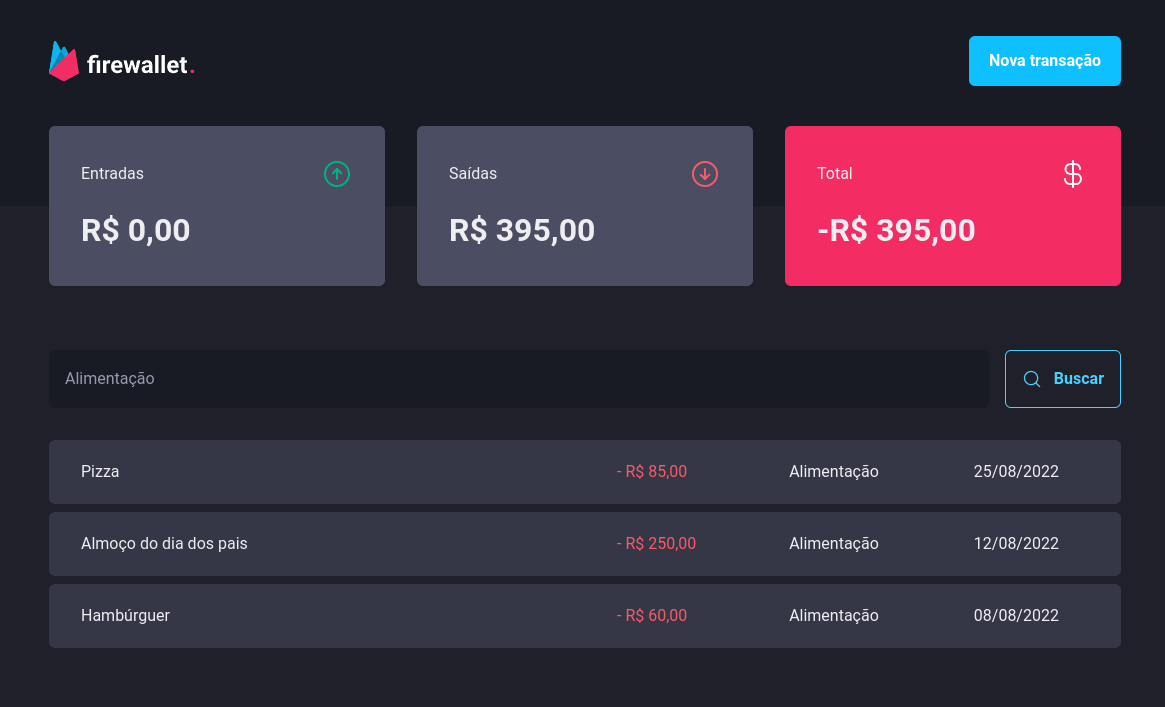 firewallet.
Nova transação
Entradas
R$ 0,00
Saídas
R$ 395,00
Total
$
-R$ 395,00
Alimentação
Buscar
Pizza - R$ 85,00 Alimentação 25/08/2022
Almoço do dia dos pais - R$ 250,00 Alimentação 12/08/2022
Hambúrguer - R$ 60,00 Alimentação 08/08/2022